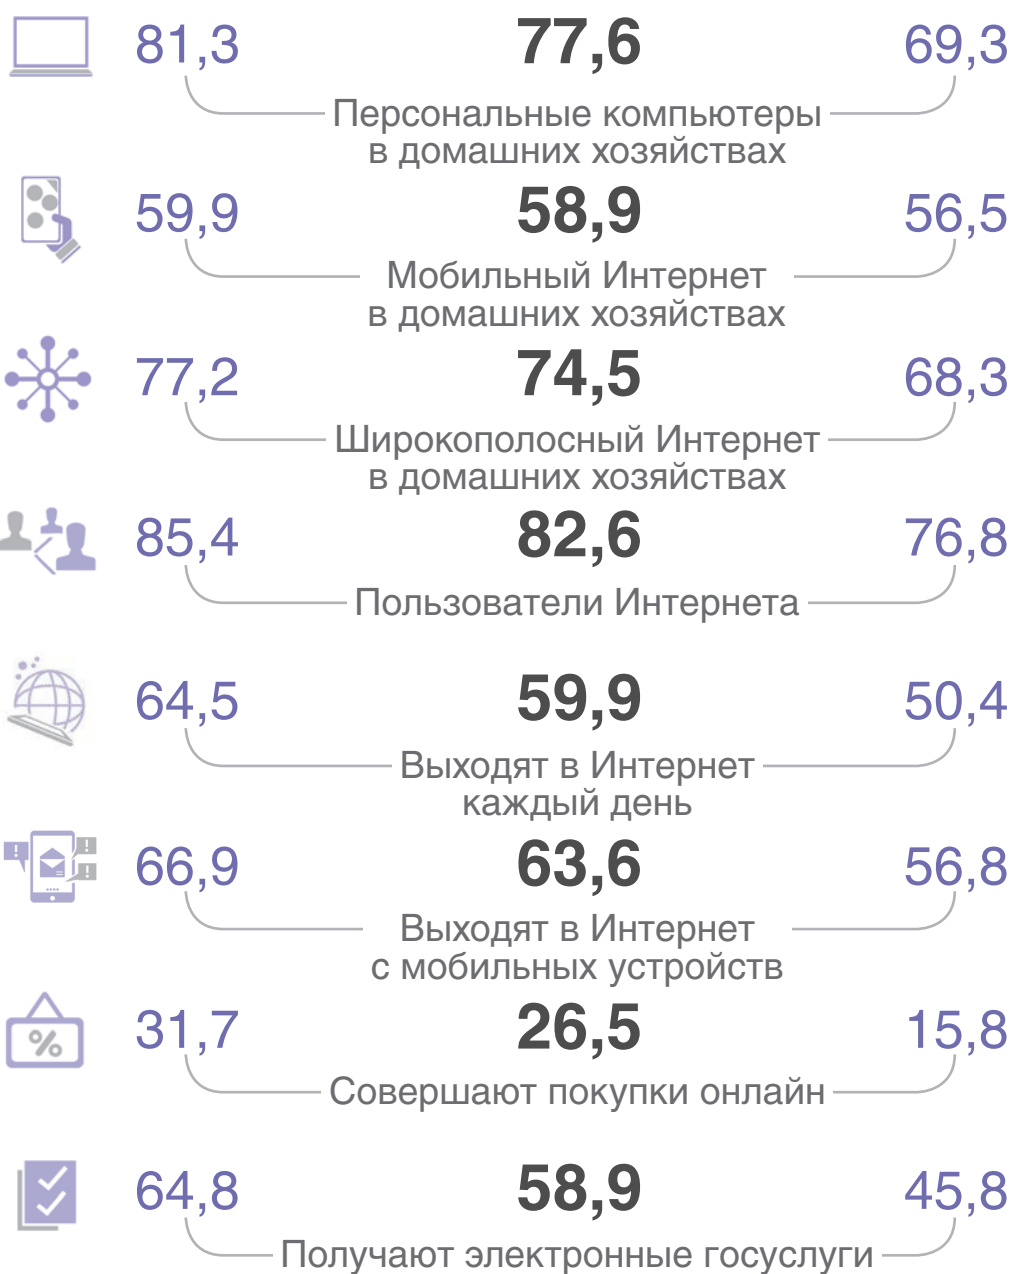 81,3 77,6 69,3
Персональные компьютеры
в домашних хозяйствах
59,9 58,9 56,5
Мобильный Интернет
в домашних хозяйствах
77,2 74,5 68,3
Широкополосный Интернет
в домашних хозяйствах
85,4 82,6 76,8
Пользователи Интернета
64,5 59,9 50,4
Выходят в Интернет
каждый день
66,9 63,6 56,8
Выходят в Интернет
с мобильных устройств
% 31,7 26,5 15,8
Совершают покупки онлайн
64,8 58,9 45,8
Получают электронные госуслуги